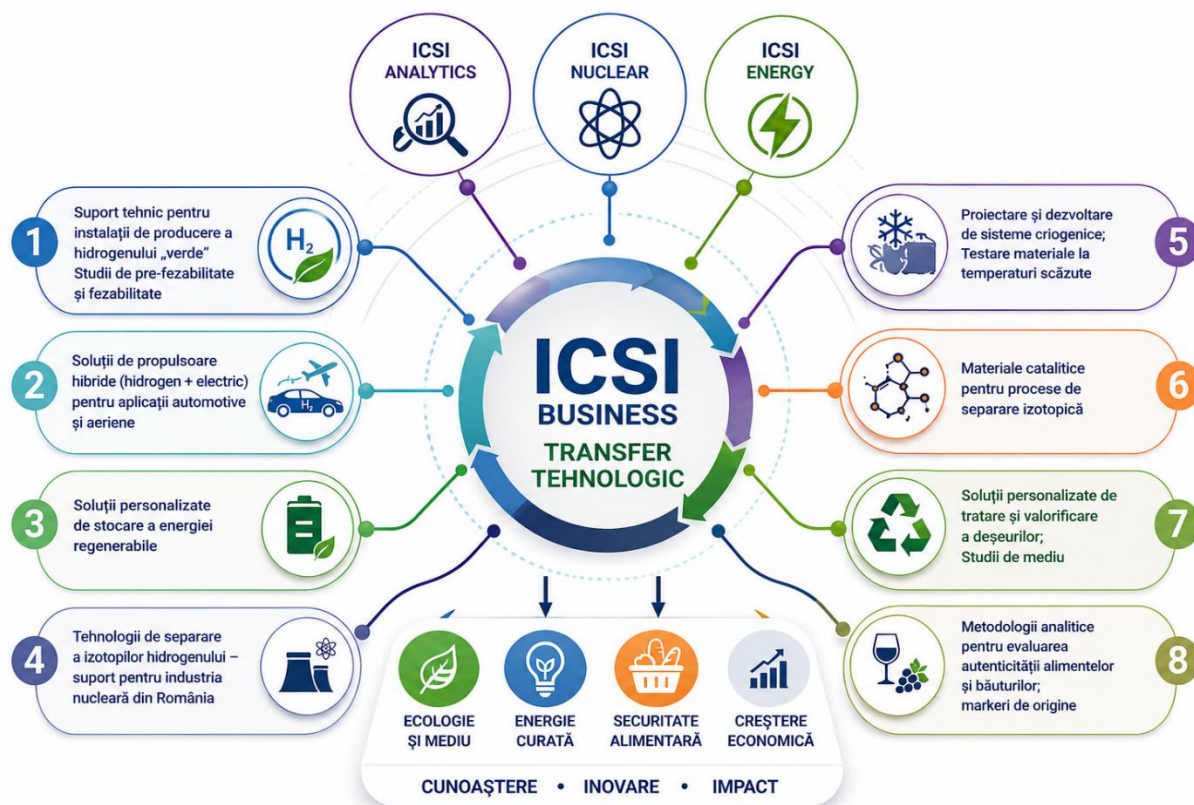 ICSI
ANALYTICS
ICSI
NUCLEAR
ICSI
ENERGY
1
Suport tehnic pentru
instalații de producere a
hidrogenului „verde”
Studii de pre-fezabilitate
și fezabilitate
H₂
2
Soluții de propulsoare
hibride (hidrogen + electric)
pentru aplicații automotive
și aeriene
H₂
3
Soluții personalizate
de stocare a energiei
regenerabile
4
Tehnologii de separare
a izotopilor hidrogenului –
suport pentru industria
nucleară din România
ICSI
BUSINESS
TRANSFER
TEHNOLOGIC
Proiectare și dezvoltare
de sisteme criogenice;
Testare materiale la
temperaturi scăzute
5
Materiale catalitice
pentru procese de
separare izotopică
6
Soluții personalizate de
tratare și valorificare
a deșeurilor;
Studii de mediu
7
Metodologii analitice
pentru evaluarea
autenticității alimentelor
și băuturilor;
markeri de origine
8
ECOLOGIE
ȘI MEDIU
ENERGIE
CURATĂ
SECURITATE
ALIMENTARĂ
CREȘTERE
ECONOMICĂ
CUNOAȘTERE • INOVARE • IMPACT